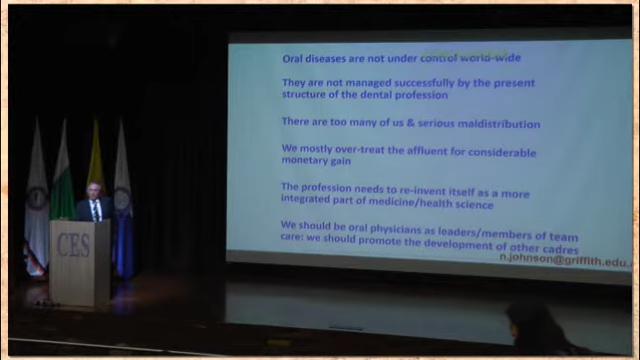 Oral diseases are not under control world-wide
They are not managed successfully by the present
structure of the dental profession
There are too many of us & serious maldistribution
We mostly over-treat the affluent for considerable
monetary gain
The profession needs to re-invent itself as a more
integrated part of medicine/health science
We should be oral physicians as leaders/members of team
care: we should promote the development of other cadres
n.johnson@griffith.edu.
CES